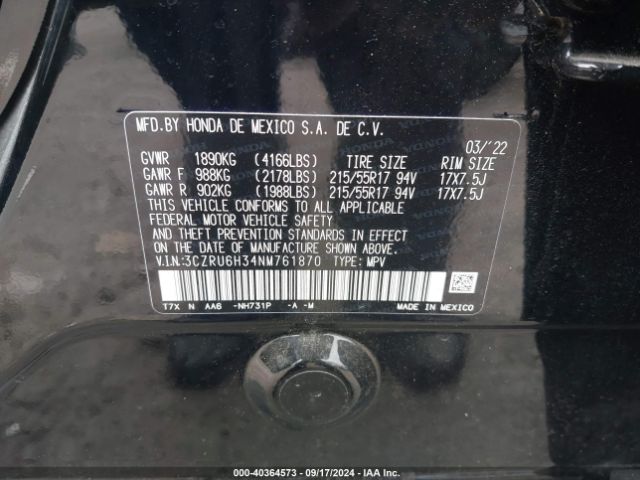 MFD.BY HONDA DE MEXICO S.A. DE C.V.
03/'22
GVWR 1890KG (4166LBS) TIRE SIZE RIM SIZE
GAWR F 988KG (2178LBS) 215/55R17 94V 17X7.5J
GAWR R 902KG (1988LBS) 215/55R17 94V 17X7.5J
THIS VEHICLE CONFORMS TO ALL APPLICABLE
FEDERAL MOTOR VEHICLE SAFETY
AND THEFT PREVENTION STANDARDS IN EFFECT
ON THE DATE OF MANUFACTURE SHOWN ABOVE.
V.I.N:3CZRU6H34NM761870 TYPE: MPV
T7X N AA6 -NH731P -A -M MADE IN MEXICO
© - 40364573 - 09/17/2024 - IAA Inc.